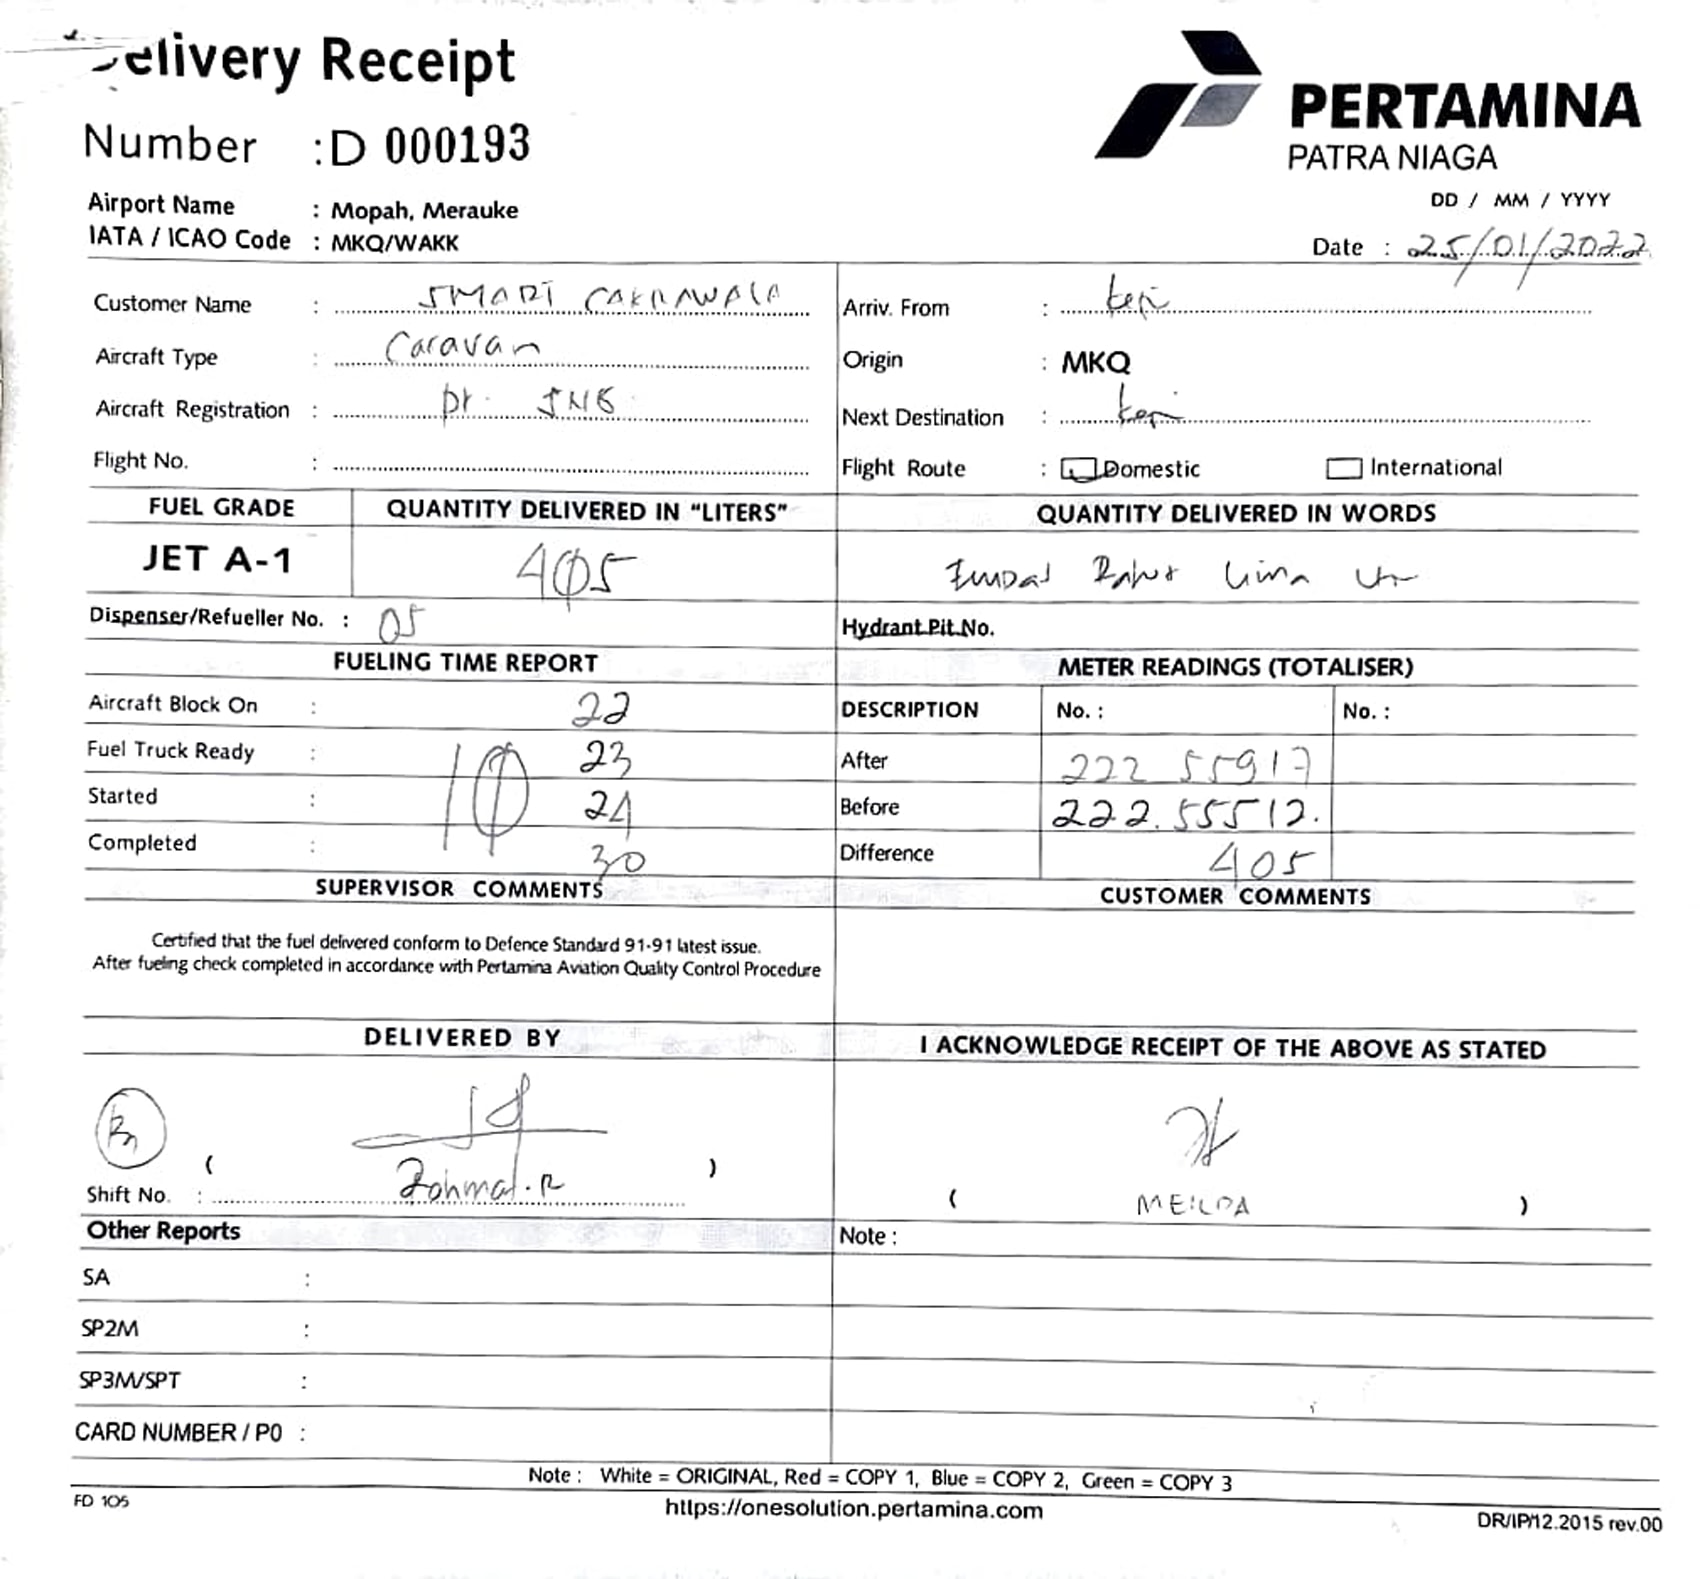 Delivery Receipt
PERTAMINA
PATRA NIAGA
Number : D 000193
DD / MM / YYYY
Airport Name : Mopah, Merauke
IATA / ICAO Code : MKQ/WAKK
Date : 25/01/2022
Customer Name : SMART CAKRAWALA
Arriv. From : kepi
Aircraft Type : Caravan
Origin : MKQ
Aircraft Registration : pk
Next Destination : kepi
Flight No. :
Flight Route : Domestic International
FUEL GRADE QUANTITY DELIVERED IN "LITERS" QUANTITY DELIVERED IN WORDS
JET A-1 405 Empat Ratus Lima
Dispenser/Refueller No. : 05
Hydrant Pit No.
FUELING TIME REPORT METER READINGS (TOTALISER)
Aircraft Block On : 22
DESCRIPTION No. : No. :
Fuel Truck Ready : 10 23
After 222 55917
Started : 24
Before 222.55512.
Completed : 30
Difference 405
SUPERVISOR COMMENTS CUSTOMER COMMENTS
Certified that the fuel delivered conform to Defence Standard 91-91 latest issue.
After fueling check completed in accordance with Pertamina Aviation Quality Control Procedure
DELIVERED BY I ACKNOWLEDGE RECEIPT OF THE ABOVE AS STATED
( )
Shift No. : Rohmat.R
( MEILDA )
Other Reports Note :
SA :
SP2M :
SP3M/SPT :
CARD NUMBER / PO :
Note : White = ORIGINAL, Red = COPY 1, Blue = COPY 2, Green = COPY 3
FD 105 https://onesolution.pertamina.com DR/IP/12.2015 rev.00